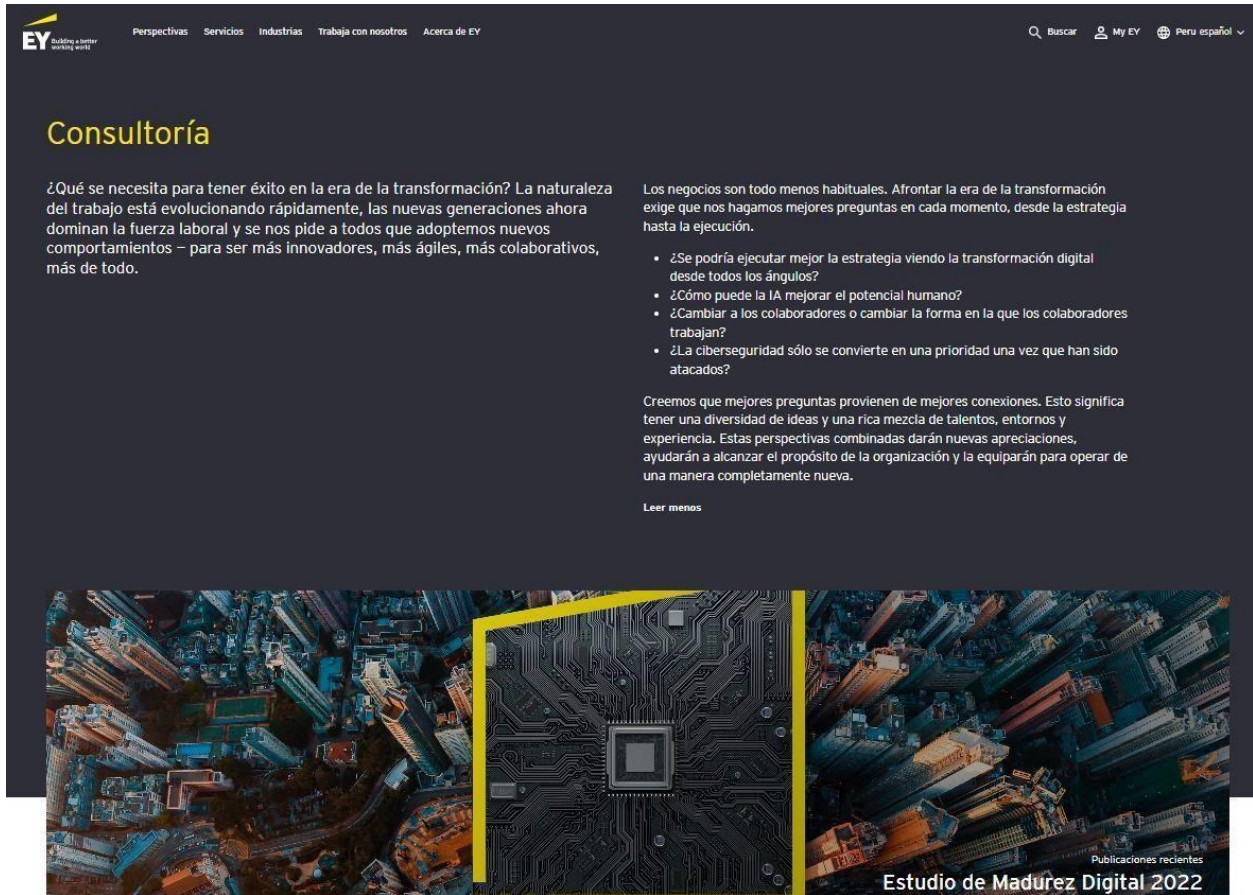 EY
Building a better
working world
Perspectivas Servicios Industrias Trabaja con nosotros Acerca de EY
Buscar My EY Peru español
Consultoría
¿Qué se necesita para tener éxito en la era de la transformación? La naturaleza
del trabajo está evolucionando rápidamente, las nuevas generaciones ahora
dominan la fuerza laboral y se nos pide a todos que adoptemos nuevos
comportamientos – para ser más innovadores, más ágiles, más colaborativos,
más de todo.
Los negocios son todo menos habituales. Afrontar la era de la transformación
exige que nos hagamos mejores preguntas en cada momento, desde la estrategia
hasta la ejecución.
• ¿Se podría ejecutar mejor la estrategia viendo la transformación digital
desde todos los ángulos?
• ¿Cómo puede la IA mejorar el potencial humano?
• ¿Cambiar a los colaboradores o cambiar la forma en la que los colaboradores
trabajan?
• ¿La ciberseguridad sólo se convierte en una prioridad una vez que han sido
atacados?
Creemos que mejores preguntas provienen de mejores conexiones. Esto significa
tener una diversidad de ideas y una rica mezcla de talentos, entornos y
experiencia. Estas perspectivas combinadas darán nuevas apreciaciones,
ayudarán a alcanzar el propósito de la organización y la equiparán para operar de
una manera completamente nueva.
Leer menos
Publicaciones recientes
Estudio de Madurez Digital 2022